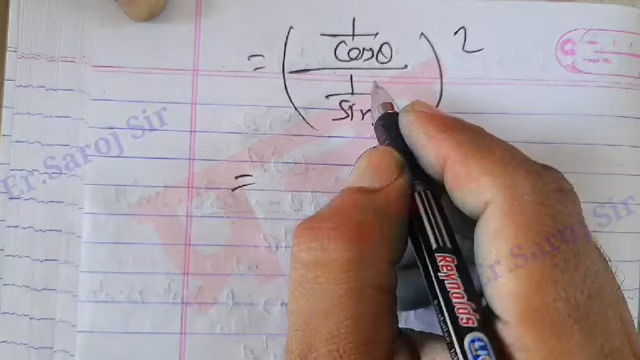 = ( 1/Cosθ / 1/Sin )²
=
Er. Saroj Sir
Er. Saroj Sir
Reynolds